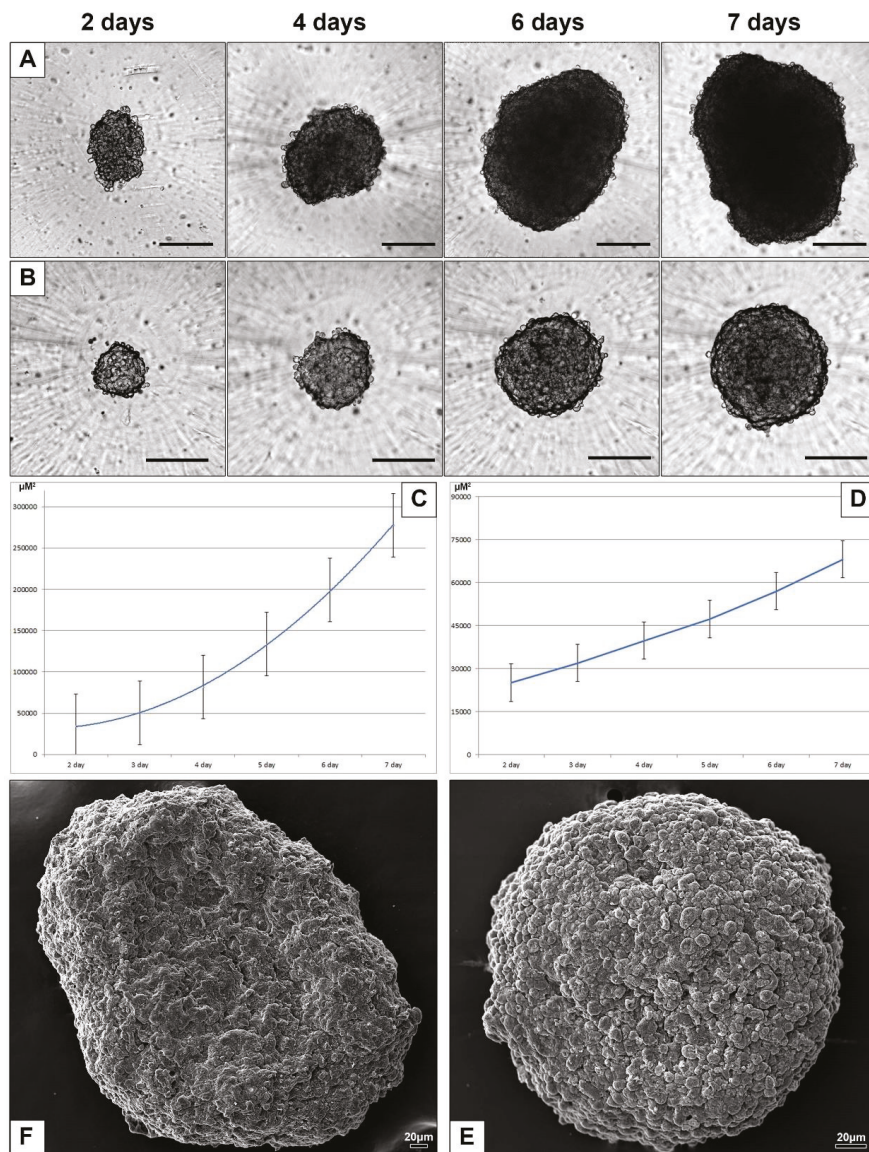 2 days 4 days 6 days 7 days
A
B
µM²
C
300000
250000
200000
150000
100000
50000
0
2 day 3 day 4 day 5 day 6 day 7 day
µM²
D
90000
75000
60000
45000
30000
15000
0
2 day 3 day 4 day 5 day 6 day 7 day
F
20µm
E
20µm